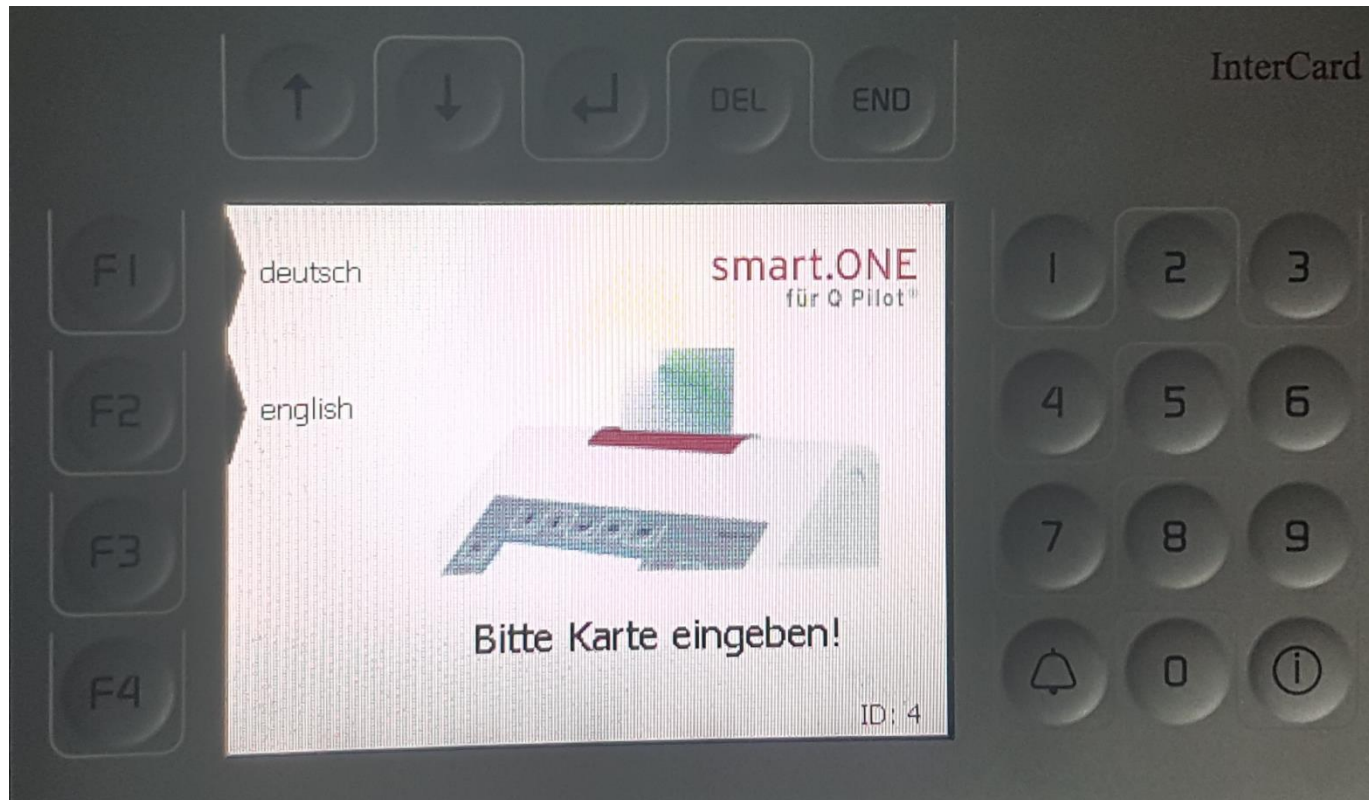 InterCard
DEL
END
F1
deutsch
smart.ONE
für Q Pilot®
1
2
3
F2
english
4
5
6
F3
7
8
9
Bitte Karte eingeben!
F4
0
i
ID: 4